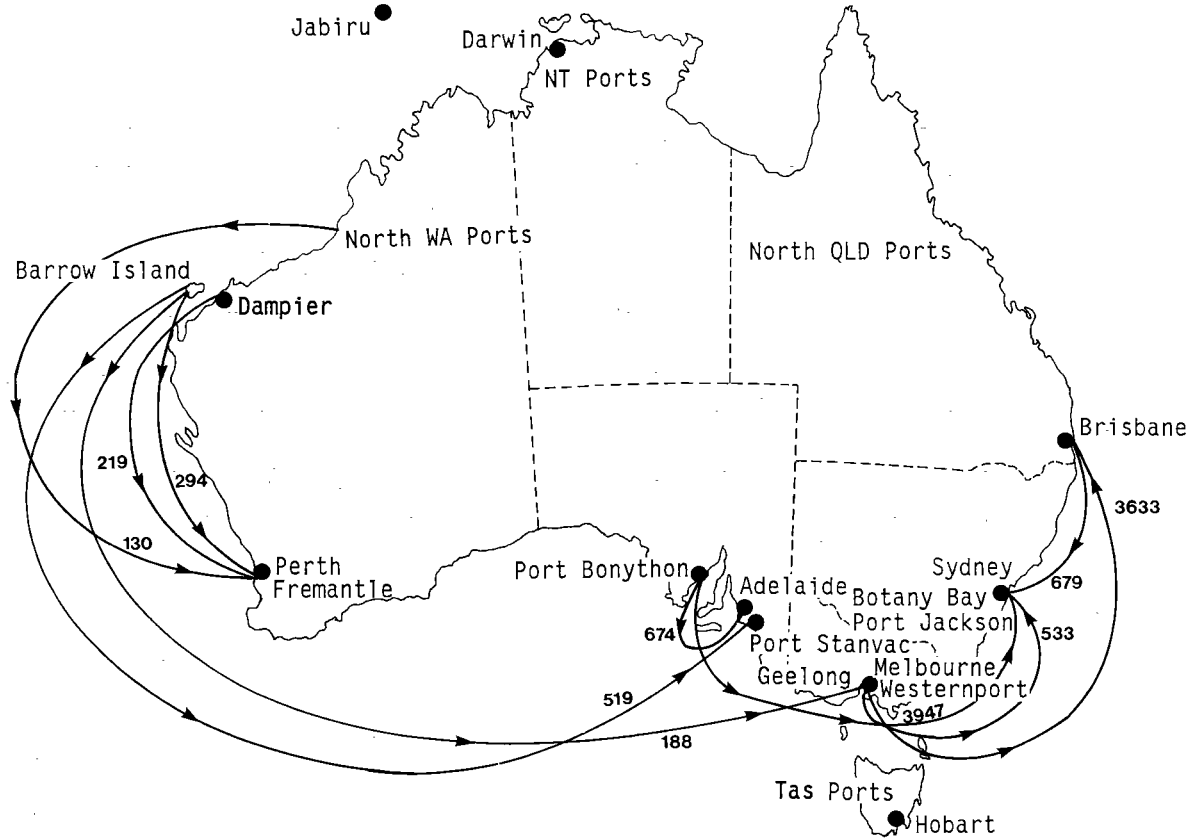 Jabiru
Darwin
NT Ports
North WA Ports
North QLD Ports
Barrow Island
Dampier
Brisbane
219
294
3633
130
Perth
Fremantle
Port Bonython
Sydney
679
Adelaide
Botany Bay
Port Jackson
674
533
Port Stanvac
Geelong
Melbourne
Westernport
519
3947
188
Tas Ports
Hobart